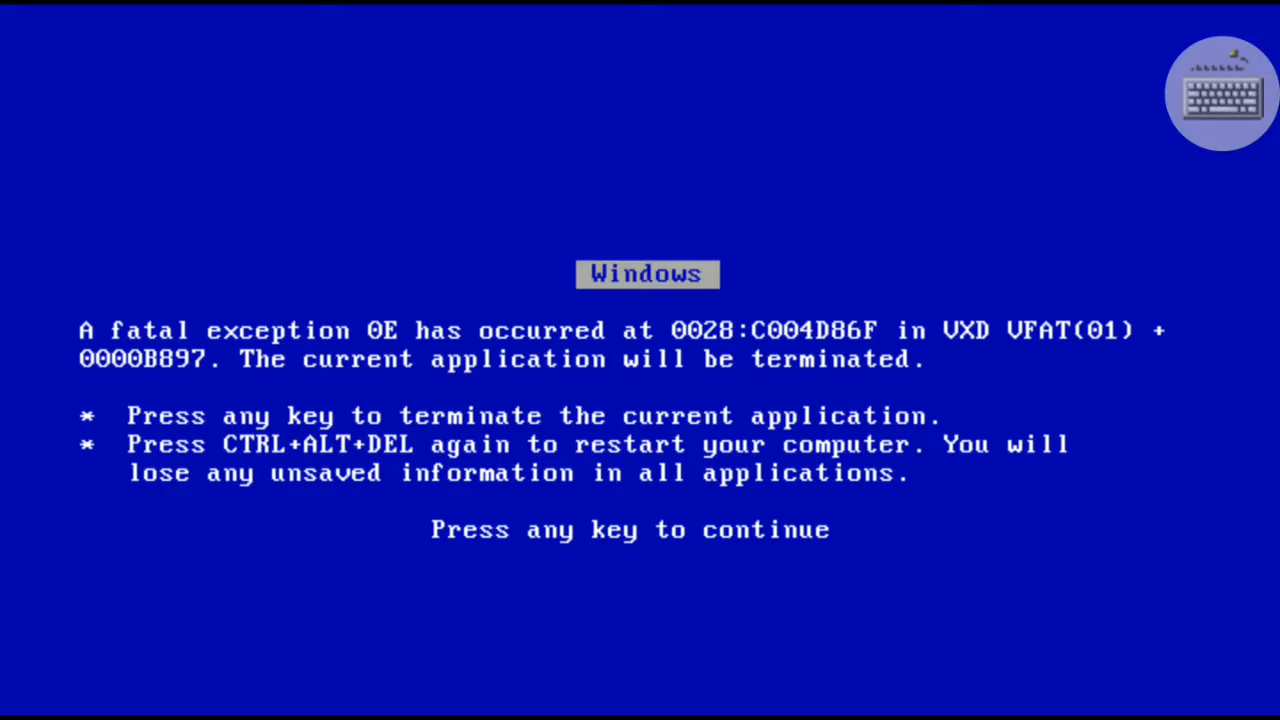 Windows
A fatal exception 0E has occurred at 0028:C004D86F in VXD VFAT(01) +
0000B897. The current application will be terminated.
* Press any key to terminate the current application.
* Press CTRL+ALT+DEL again to restart your computer. You will
lose any unsaved information in all applications.
Press any key to continue